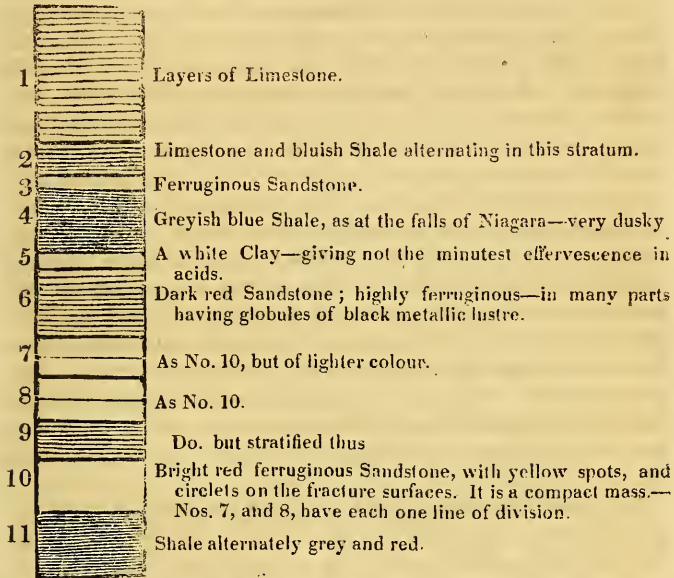 1 Layers of Limestone.
2 Limestone and bluish Shale alternating in this stratum.
3 Ferruginous Sandstone.
4 Greyish blue Shale, as at the falls of Niagara—very dusky
5 A white Clay—giving not the minutest effervescence in
acids.
6 Dark red Sandstone; highly ferruginous—in many parts
having globules of black metallic lustre.
7 As No. 10, but of lighter colour.
8 As No. 10.
9 Do. but stratified thus
10 Bright red ferruginous Sandstone, with yellow spots, and
circlets on the fracture surfaces. It is a compact mass.—
Nos. 7, and 8, have each one line of division.
11 Shale alternately grey and red.